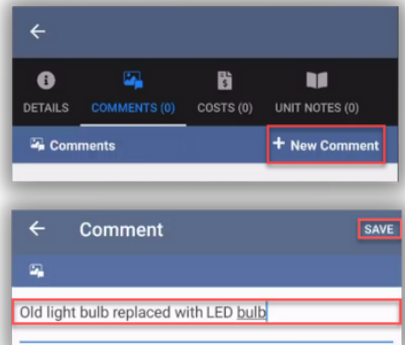 DETAILS COMMENTS (0) COSTS (0) UNIT NOTES (0)
Comments + New Comment
Comment SAVE
Old light bulb replaced with LED bulb